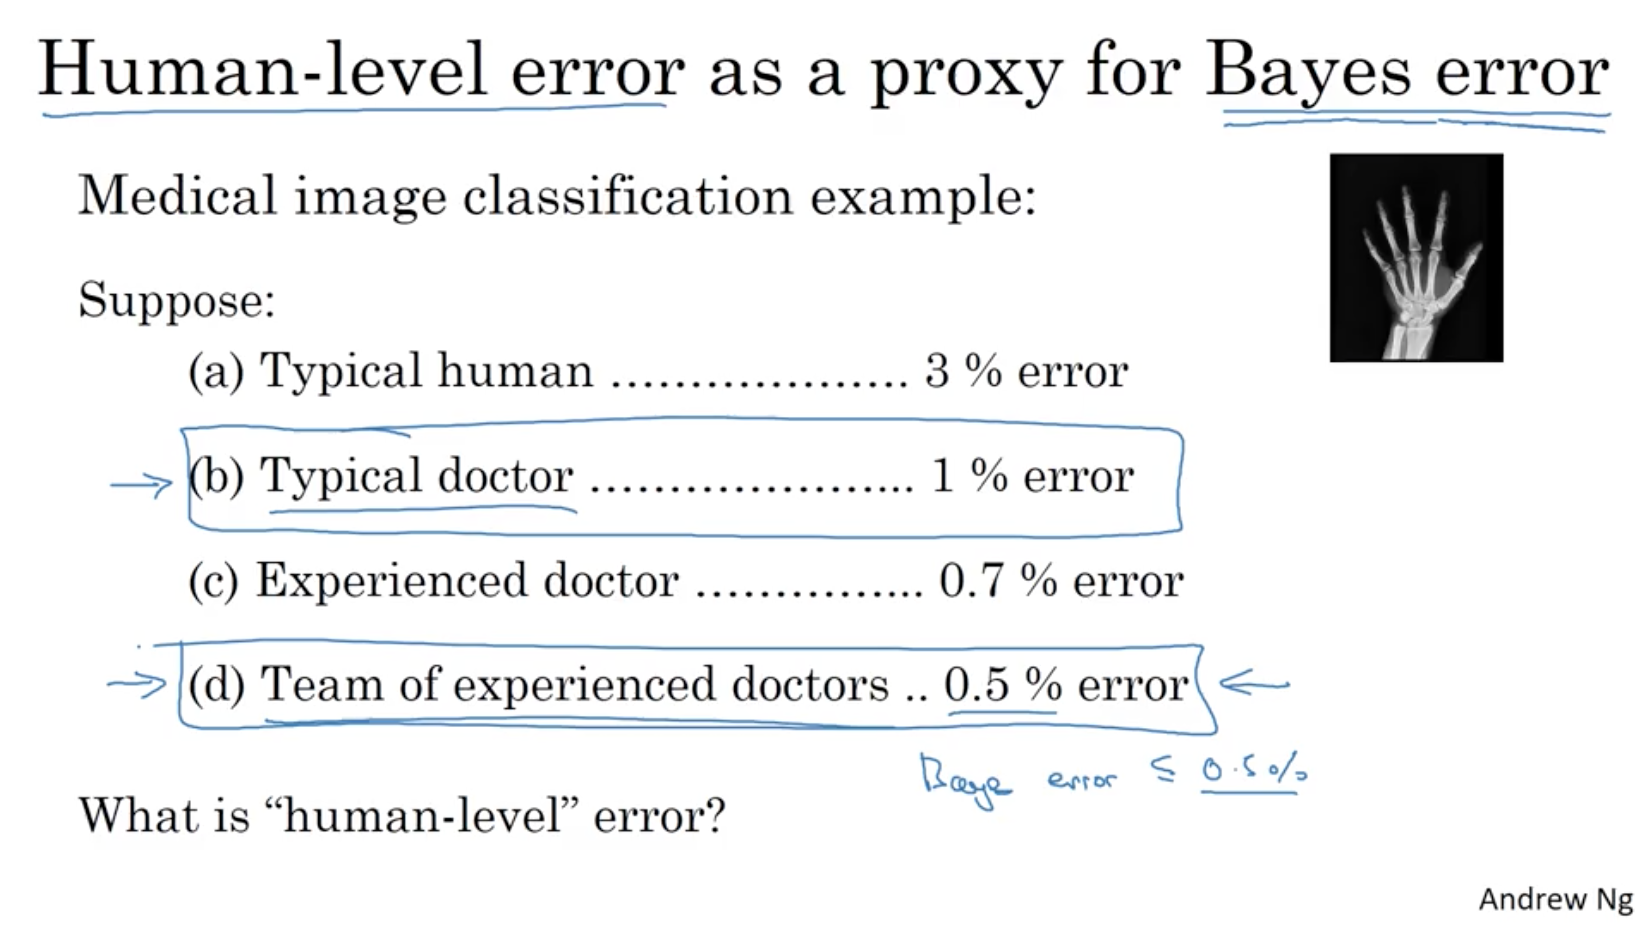 Human-level error as a proxy for Bayes error
Medical image classification example:
Suppose:
(a) Typical human ................... 3 % error
(b) Typical doctor ..................... 1 % error
(c) Experienced doctor ............... 0.7 % error
(d) Team of experienced doctors .. 0.5 % error
Baye error ≤ 0.5%
What is “human-level” error?
Andrew Ng